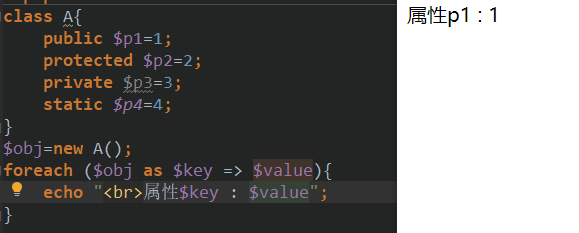 class A{
    public $p1=1;
    protected $p2=2;
    private $p3=3;
    static $p4=4;
}
$obj=new A();
foreach ($obj as $key => $value){
    echo "<br>属性$key : $value";
}
属性p1 : 1